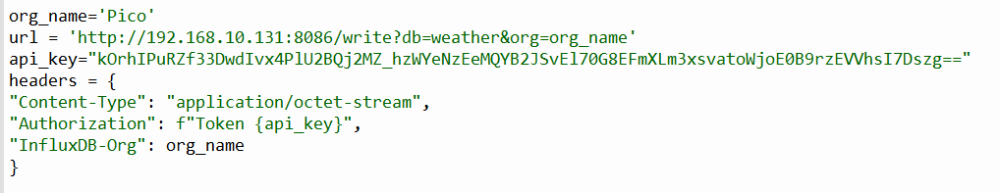 org_name='Pico'
url = 'http://192.168.10.131:8086/write?db=weather&org=org_name'
api_key="kOrhIPuRZf33DwdIvx4PlU2BQj2MZ_hzWYeNzEeMQYB2JSvEl70G8EFmXLm3xsvatoWjoE0B9rzEVVhsI7Dszg=="
headers = {
"Content-Type": "application/octet-stream",
"Authorization": f"Token {api_key}",
"InfluxDB-Org": org_name
}